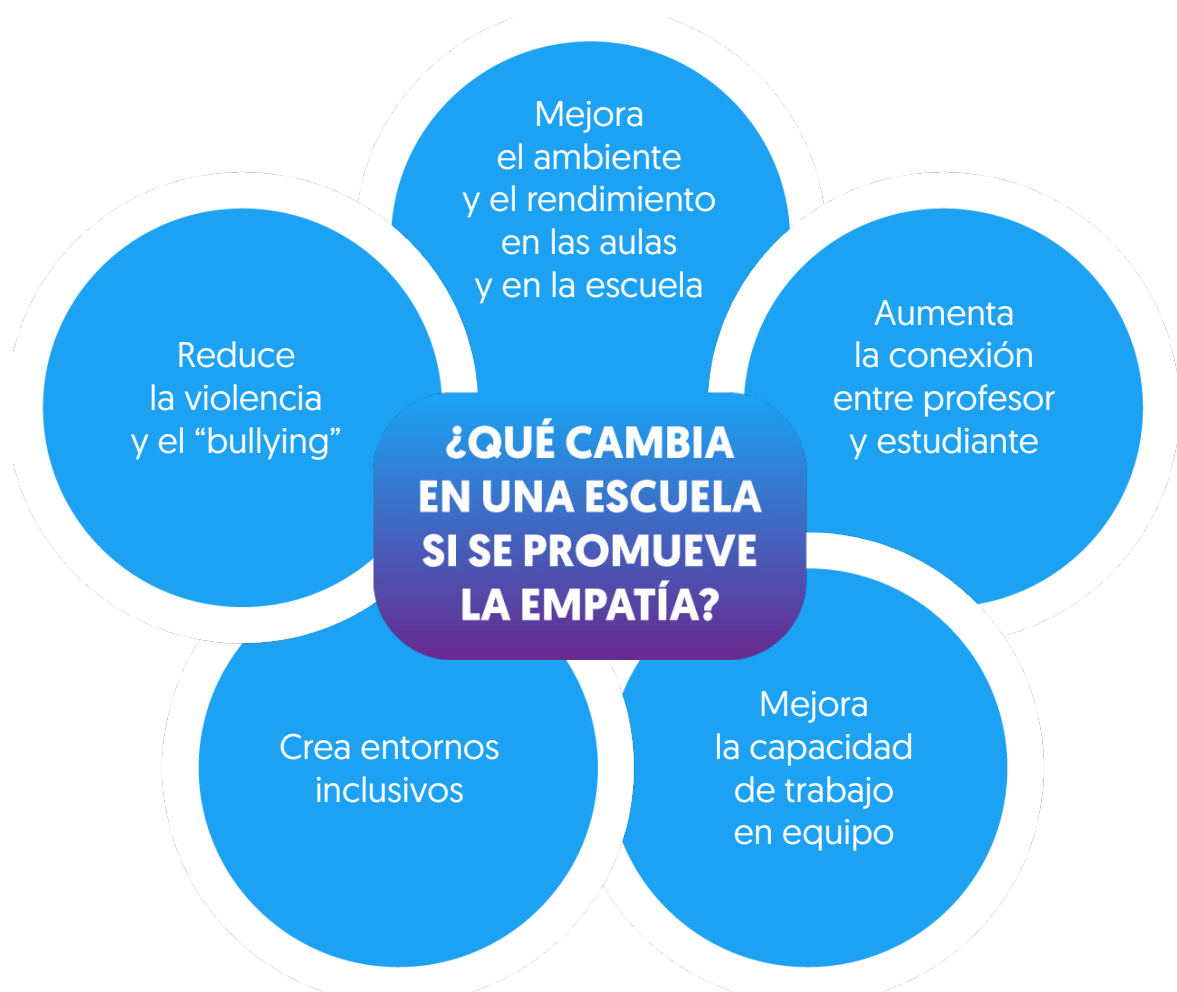 Mejora
el ambiente
y el rendimiento
en las aulas
y en la escuela
Aumenta
la conexión
entre profesor
y estudiante
Reduce
la violencia
y el “bullying”
¿QUÉ CAMBIA
EN UNA ESCUELA
SI SE PROMUEVE
LA EMPATÍA?
Mejora
la capacidad
de trabajo
en equipo
Crea entornos
inclusivos